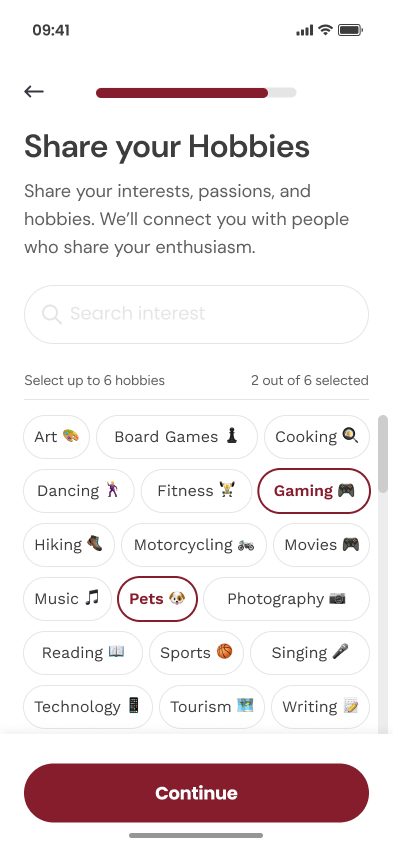 09:41
Share your Hobbies
Share your interests, passions, and
hobbies. We’ll connect you with people
who share your enthusiasm.
Search interest
Select up to 6 hobbies 2 out of 6 selected
Art 🎨 Board Games ♟️ Cooking 🍳
Dancing 🕺 Fitness 🏋️ Gaming 🎮
Hiking 🥾 Motorcycling 🏍️ Movies 🎮
Music 🎵 Pets 🐶 Photography 📷
Reading 📖 Sports 🏀 Singing 🎤
Technology 📱 Tourism 🗺️ Writing 📝
Continue